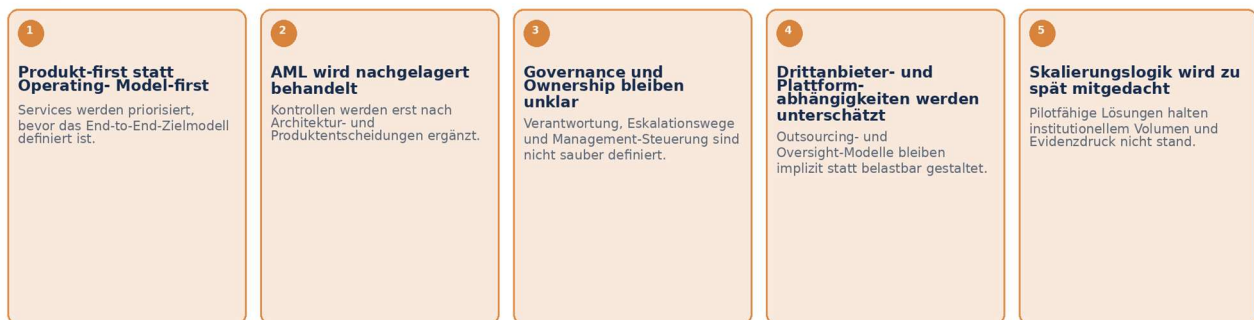 1
Produkt-first statt
Operating- Model-first
Services werden priorisiert,
bevor das End-to-End-Zielmodell
definiert ist.
2
AML wird nachgelagert
behandelt
Kontrollen werden erst nach
Architektur- und
Produktentscheidungen ergänzt.
3
Governance und
Ownership bleiben
unklar
Verantwortung, Eskalationswege
und Management-Steuerung sind
nicht sauber definiert.
4
Drittanbieter- und
Plattform-
abhängigkeiten werden
unterschätzt
Outsourcing- und
Oversight-Modelle bleiben
implizit statt belastbar gestaltet.
5
Skalierungslogik wird zu
spät mitgedacht
Pilotfähige Lösungen halten
institutionellem Volumen und
Evidenzdruck nicht stand.